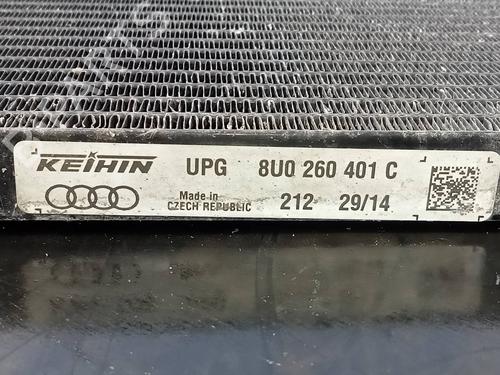 KEIHIN UPG 8U0 260 401 C
Made in
CZECH REPUBLIC 212 29/14